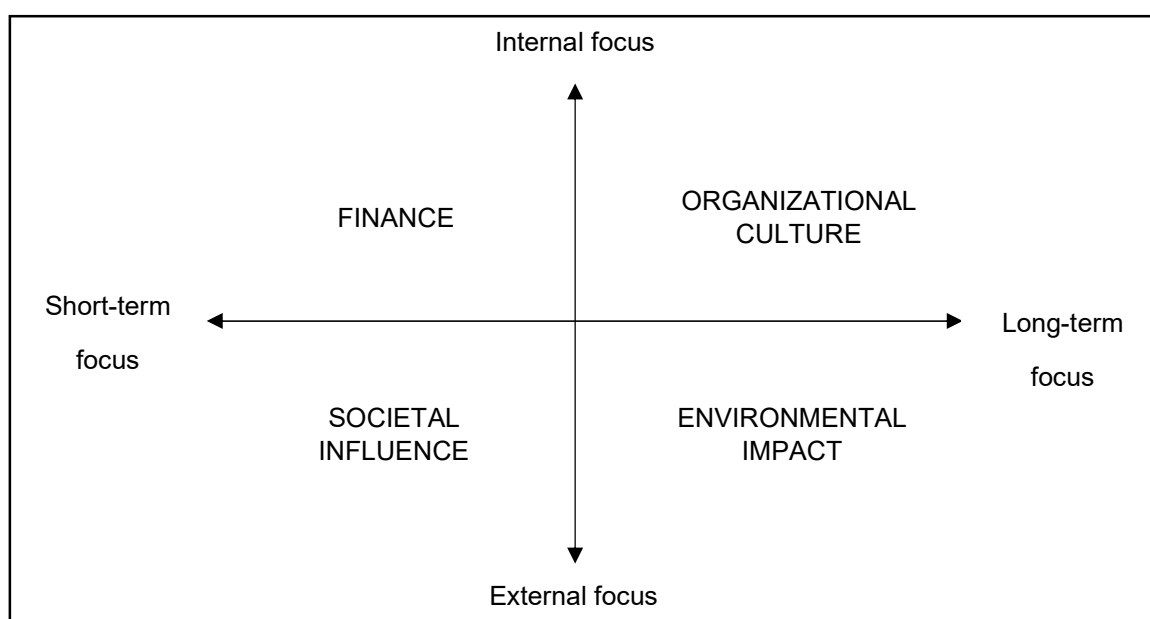 Internal focus
FINANCE
ORGANIZATIONAL
CULTURE
Short-term
focus
Long-term
focus
SOCIETAL
INFLUENCE
ENVIRONMENTAL
IMPACT
External focus